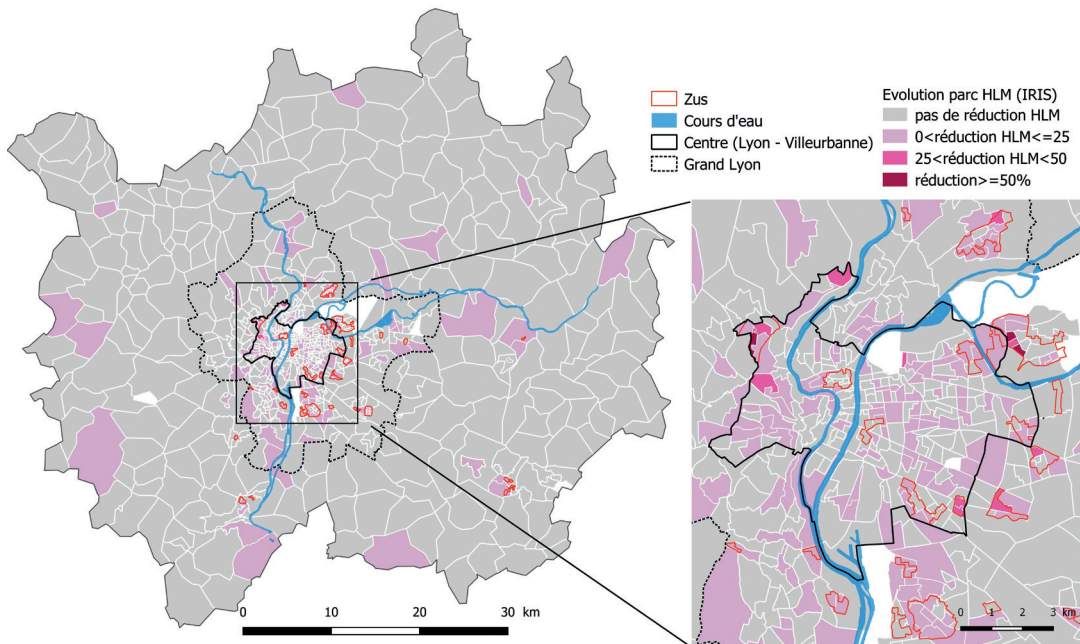 Zus
Cours d'eau
Centre (Lyon - Villeurbanne)
Grand Lyon
Evolution parc HLM (IRIS)
pas de réduction HLM
0<réduction HLM<=25
25<réduction HLM<50
réduction>=50%
0 10 20 30 km
0 1 2 3 km